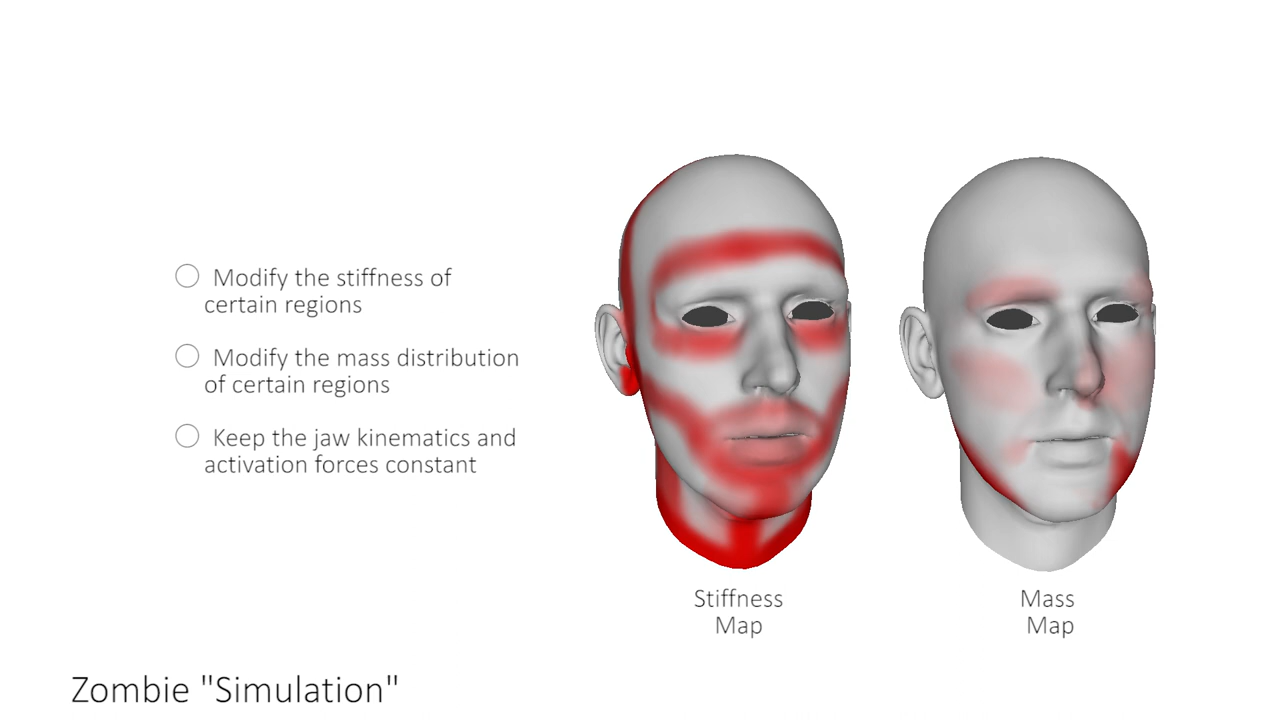 Modify the stiffness of
certain regions
Modify the mass distribution
of certain regions
Keep the jaw kinematics and
activation forces constant
Stiffness
Map
Mass
Map
Zombie "Simulation"